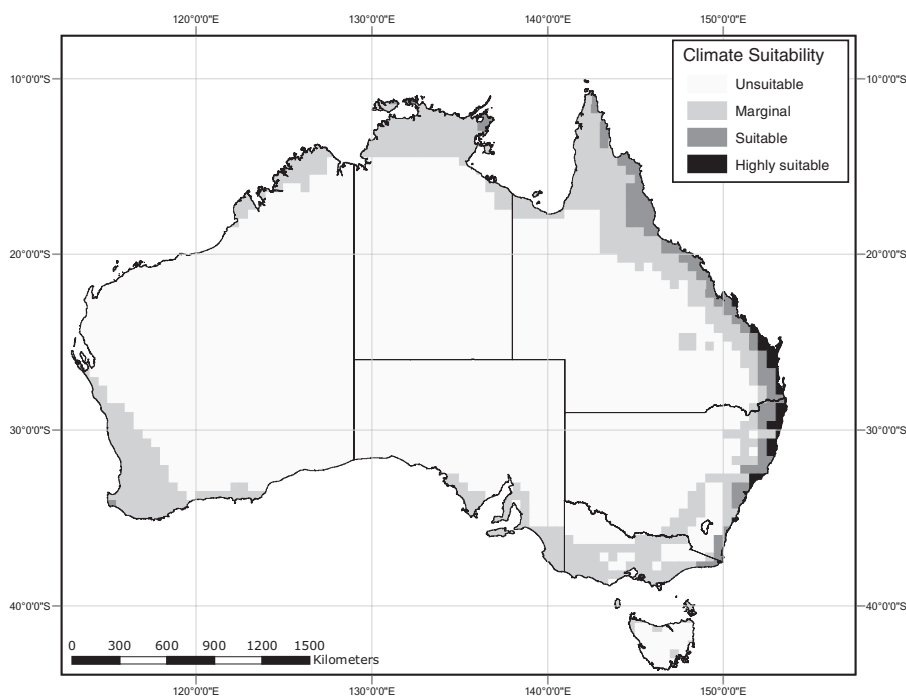 120°0'0"E 130°0'0"E 140°0'0"E 150°0'0"E
Climate Suitability
10°0'0"S 10°0'0"S
Unsuitable
Marginal
Suitable
Highly suitable
20°0'0"S 20°0'0"S
30°0'0"S 30°0'0"S
40°0'0"S 40°0'0"S
0 300 600 900 1200 1500
Kilometers
120°0'0"E 130°0'0"E 140°0'0"E 150°0'0"E